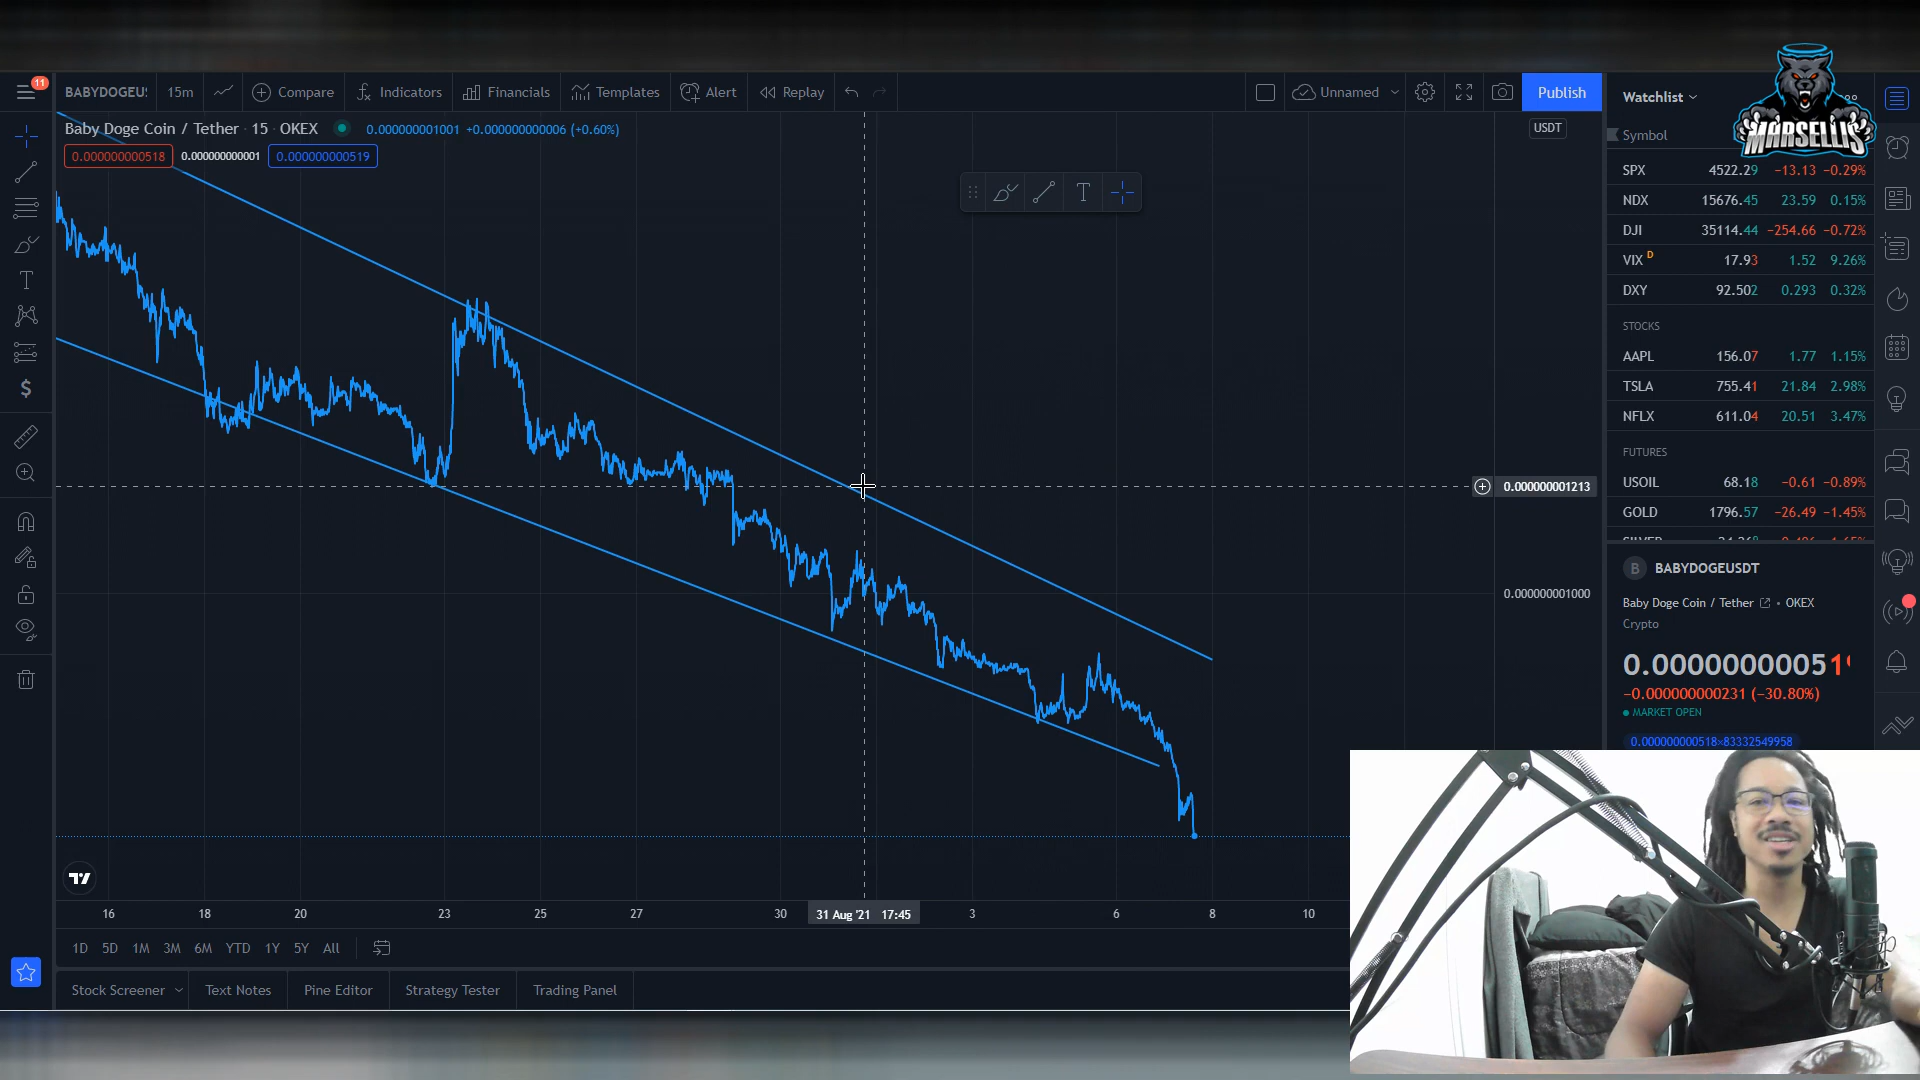 11
BABYDOGEU:
15m
Compare
Indicators
Financials
Templates
Alert
Replay
Unnamed
Publish
Baby Doge Coin / Tether · 15 · OKEX
0.000000001001 +0.000000000006 (+0.60%)
0.000000000518
0.000000000001
0.000000000519
USDT
0.000000001213
0.000000001000
16
18
20
23
25
27
30
31 Aug '21 17:45
3
6
8
10
1D
5D
1M
3M
6M
YTD
1Y
5Y
All
Stock Screener
Text Notes
Pine Editor
Strategy Tester
Trading Panel
Watchlist
MARSELLIS
Symbol
SPX 4522.29 −13.13 −0.29%
NDX 15676.45 23.59 0.15%
DJI 35114.44 −254.66 −0.72%
VIX D 17.93 1.52 9.26%
DXY 92.502 0.293 0.32%
STOCKS
AAPL 156.07 1.77 1.15%
TSLA 755.41 21.84 2.98%
NFLX 611.04 20.51 3.47%
FUTURES
USOIL 68.18 −0.61 −0.89%
GOLD 1796.57 −26.49 −1.45%
B BABYDOGEUSDT
Baby Doge Coin / Tether • OKEX
Crypto
0.00000000051
−0.000000000231 (−30.80%)
MARKET OPEN
0.000000000518×83332549958